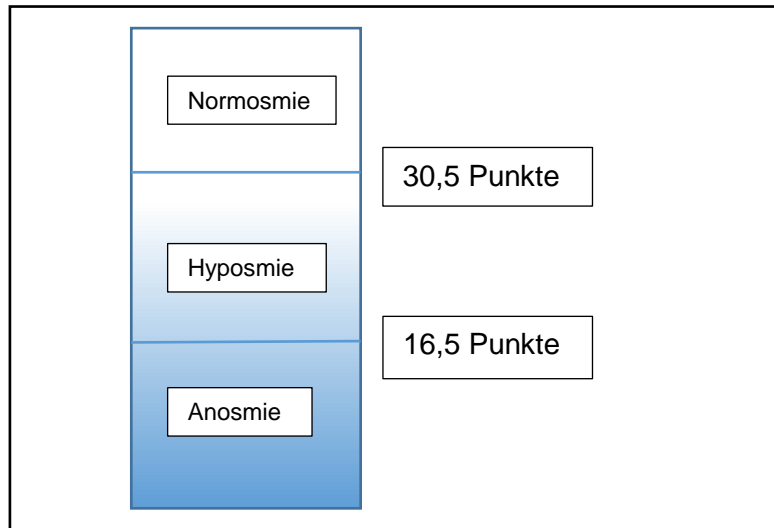 Normosmie
30,5 Punkte
Hyposmie
16,5 Punkte
Anosmie